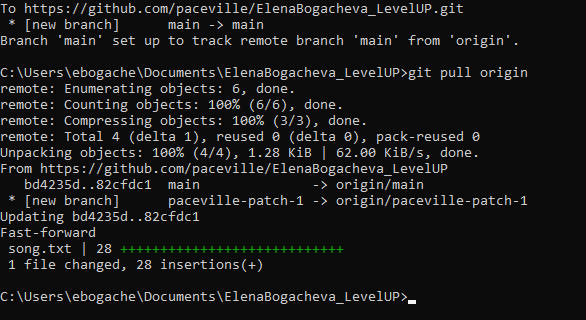 To https://github.com/paceville/ElenaBogacheva_LevelUP.git
 * [new branch]      main -> main
Branch 'main' set up to track remote branch 'main' from 'origin'.

C:\Users\ebogache\Documents\ElenaBogacheva_LevelUP>git pull origin
remote: Enumerating objects: 6, done.
remote: Counting objects: 100% (6/6), done.
remote: Compressing objects: 100% (3/3), done.
remote: Total 4 (delta 1), reused 0 (delta 0), pack-reused 0
Unpacking objects: 100% (4/4), 1.28 KiB | 62.00 KiB/s, done.
From https://github.com/paceville/ElenaBogacheva_LevelUP
   bd4235d..82cfdc1  main              -> origin/main
 * [new branch]      paceville-patch-1 -> origin/paceville-patch-1
Updating bd4235d..82cfdc1
Fast-forward
 song.txt | 28 ++++++++++++++++++++++++++++
 1 file changed, 28 insertions(+)

C:\Users\ebogache\Documents\ElenaBogacheva_LevelUP>